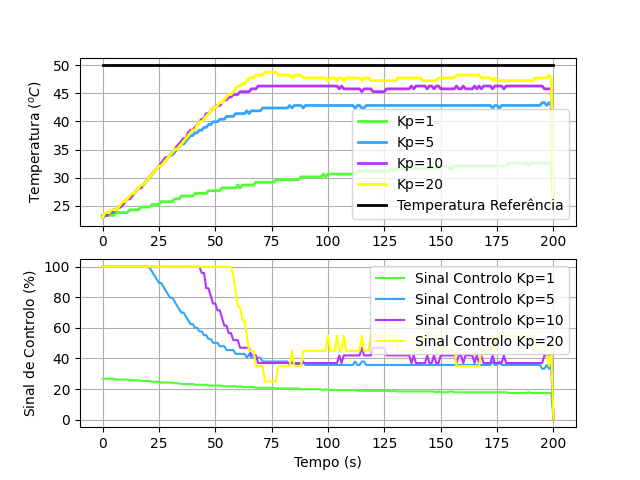 50
45
40
35
30
25
Temperatura (°C)
Kp=1
Kp=5
Kp=10
Kp=20
Temperatura Referência
0 25 50 75 100 125 150 175 200
100
80
60
40
20
0
Sinal de Controlo (%)
Sinal Controlo Kp=1
Sinal Controlo Kp=5
Sinal Controlo Kp=10
Sinal Controlo Kp=20
0 25 50 75 100 125 150 175 200
Tempo (s)